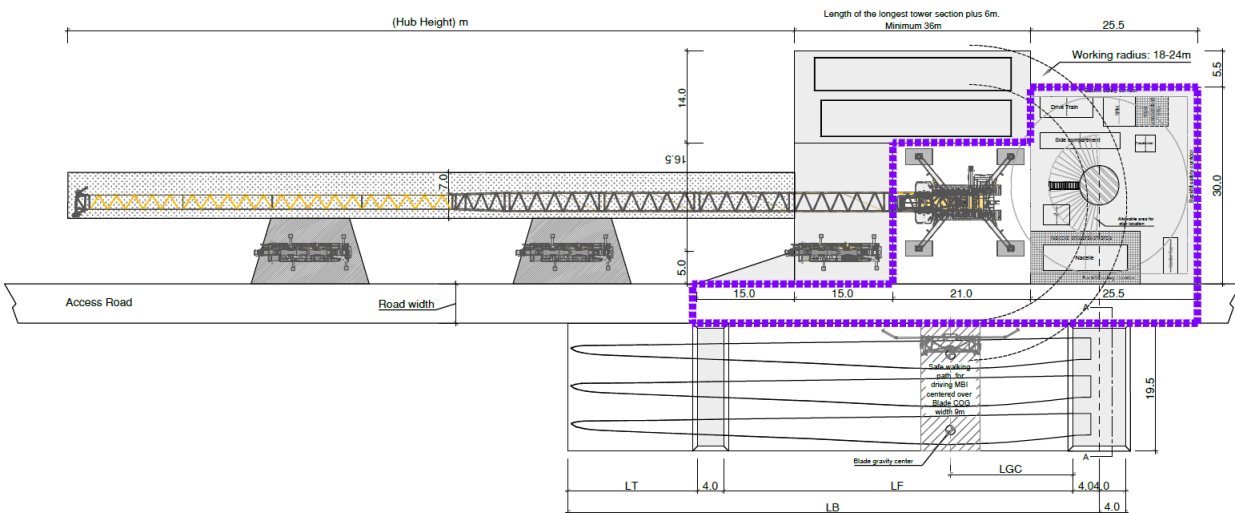 (Hub Height) m
Length of the longest tower section plus 6m.
Minimum 36m
25.5
Working radius: 18-24m
5.5
14.0
16.5
7.0
5.0
30.0
Drive Train
Hub
Side compartment
Allowable area for
Nacelle
Access Road
Road width
15.0
15.0
21.0
25.5
A
Safe walking
path for
driving MBI
centered over
Blade COG
width 9m
19.5
Blade gravity center
A
LGC
LT
4.0
LF
4.0
4.0
LB
4.0